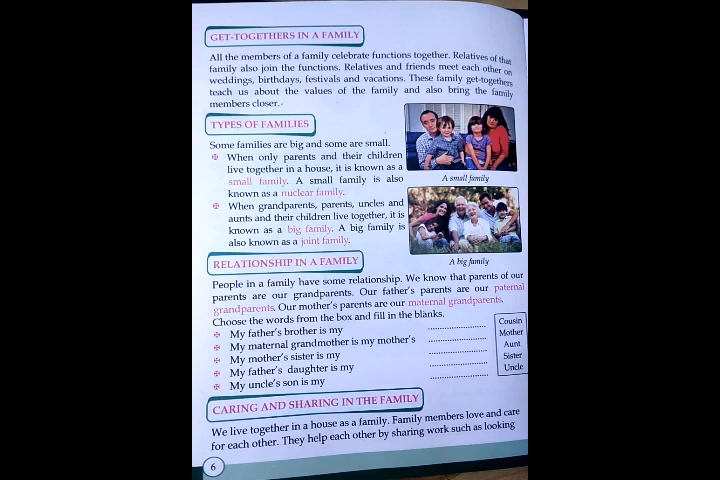 GET-TOGETHERS IN A FAMILY
All the members of a family celebrate functions together. Relatives of that
family also join the functions. Relatives and friends meet each other on
weddings, birthdays, festivals and vacations. These family get-togethers
teach us about the values of the family and also bring the family
members closer.
TYPES OF FAMILIES
Some families are big and some are small.
✠ When only parents and their children
live together in a house, it is known as a
small family. A small family is also
known as a nuclear family.
✠ When grandparents, parents, uncles and
aunts and their children live together, it is
known as a big family. A big family is
also known as a joint family.
A small family
A big family
RELATIONSHIP IN A FAMILY
People in a family have some relationship. We know that parents of our
parents are our grandparents. Our father's parents are our paternal
grandparents. Our mother's parents are our maternal grandparents.
Choose the words from the box and fill in the blanks.
✠ My father's brother is my ....................
✠ My maternal grandmother is my mother's ....................
✠ My mother's sister is my ....................
✠ My father's daughter is my ....................
✠ My uncle's son is my ....................
Cousin
Mother
Aunt
Sister
Uncle
CARING AND SHARING IN THE FAMILY
We live together in a house as a family. Family members love and care
for each other. They help each other by sharing work such as looking
6